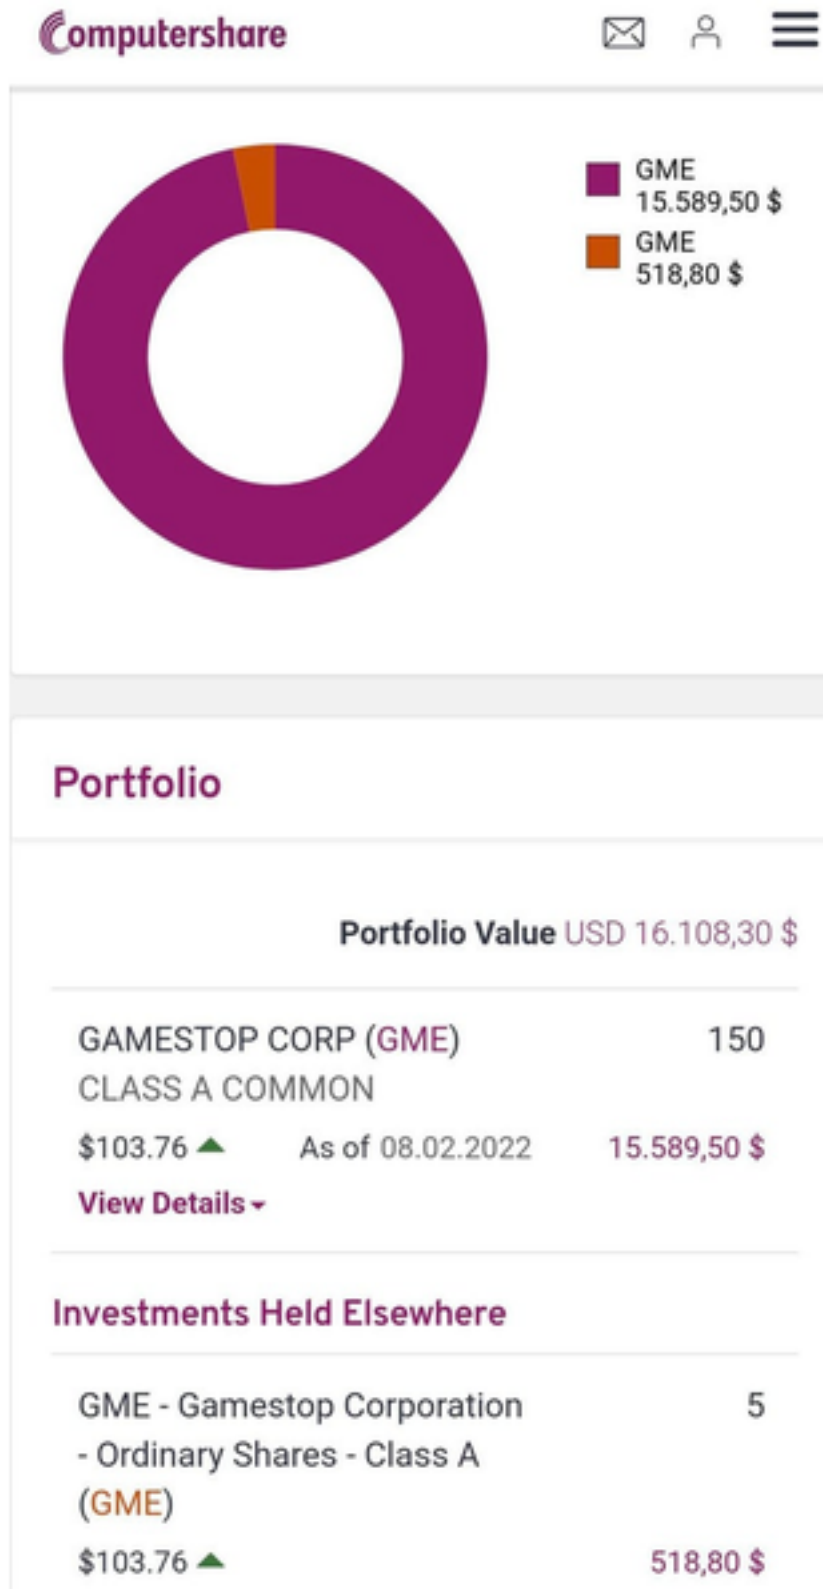 Computershare
GME
15.589,50 $
GME
518,80 $
Portfolio
Portfolio Value USD 16.108,30 $
GAMESTOP CORP (GME) 150
CLASS A COMMON
$103.76 As of 08.02.2022 15.589,50 $
View Details
Investments Held Elsewhere
GME - Gamestop Corporation 5
- Ordinary Shares - Class A
(GME)
$103.76 518,80 $